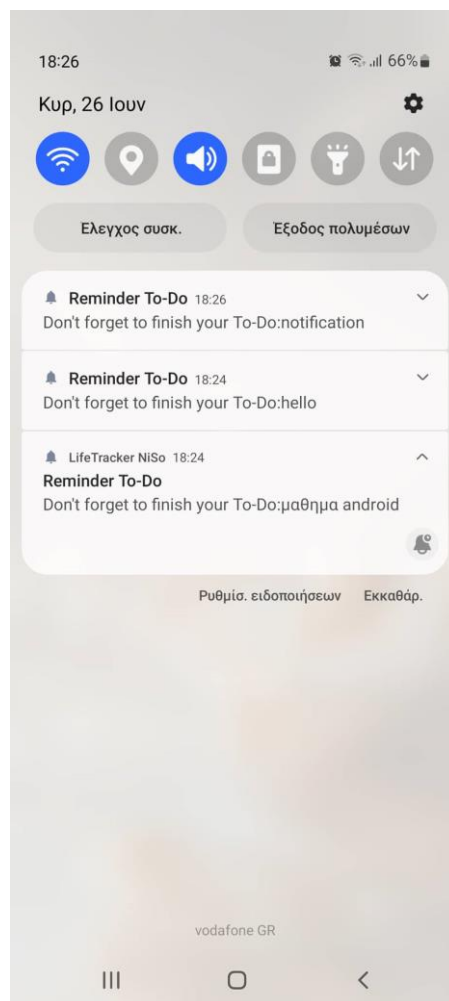 18:26 66%
Κυρ, 26 Ιουν
Ελεγχος συσκ. Έξοδος πολυμέσων
Reminder To-Do 18:26
Don't forget to finish your To-Do:notification
Reminder To-Do 18:24
Don't forget to finish your To-Do:hello
LifeTracker NiSo 18:24
Reminder To-Do
Don't forget to finish your To-Do:μαθημα android
Ρυθμίσ. ειδοποιήσεων Εκκαθάρ.
vodafone GR